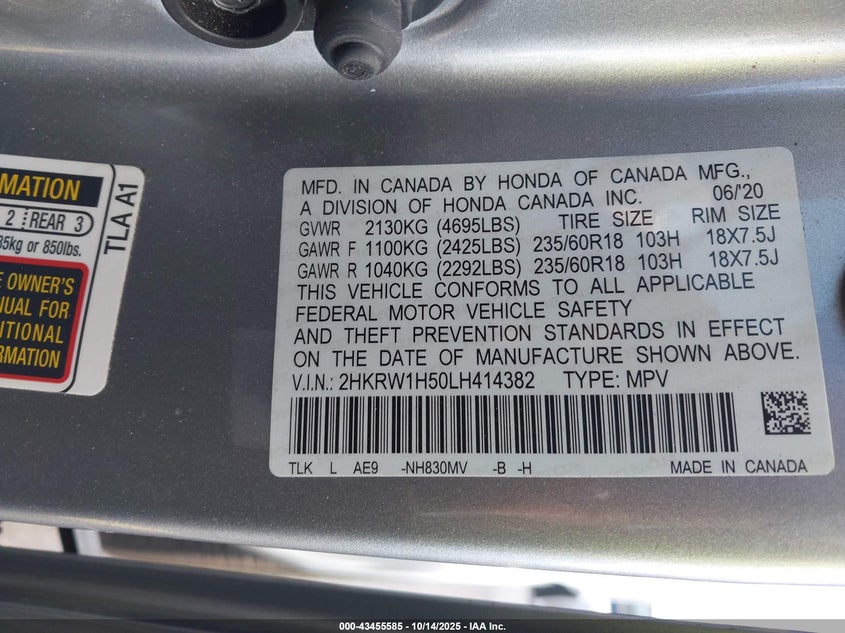 MATION
2 REAR 3
35kg or 850lbs.
E OWNER'S
ANUAL FOR
ITIONAL
ORMATION
TLA A1
MFD. IN CANADA BY HONDA OF CANADA MFG.,
A DIVISION OF HONDA CANADA INC. 06/'20
GVWR 2130KG (4695LBS) TIRE SIZE RIM SIZE
GAWR F 1100KG (2425LBS) 235/60R18 103H 18X7.5J
GAWR R 1040KG (2292LBS) 235/60R18 103H 18X7.5J
THIS VEHICLE CONFORMS TO ALL APPLICABLE
FEDERAL MOTOR VEHICLE SAFETY
AND THEFT PREVENTION STANDARDS IN EFFECT
ON THE DATE OF MANUFACTURE SHOWN ABOVE.
V.I.N.: 2HKRW1H50LH414382 TYPE: MPV
TLK L AE9 -NH830MV -B -H MADE IN CANADA
000-43455585 - 10/14/2025 - IAA Inc.